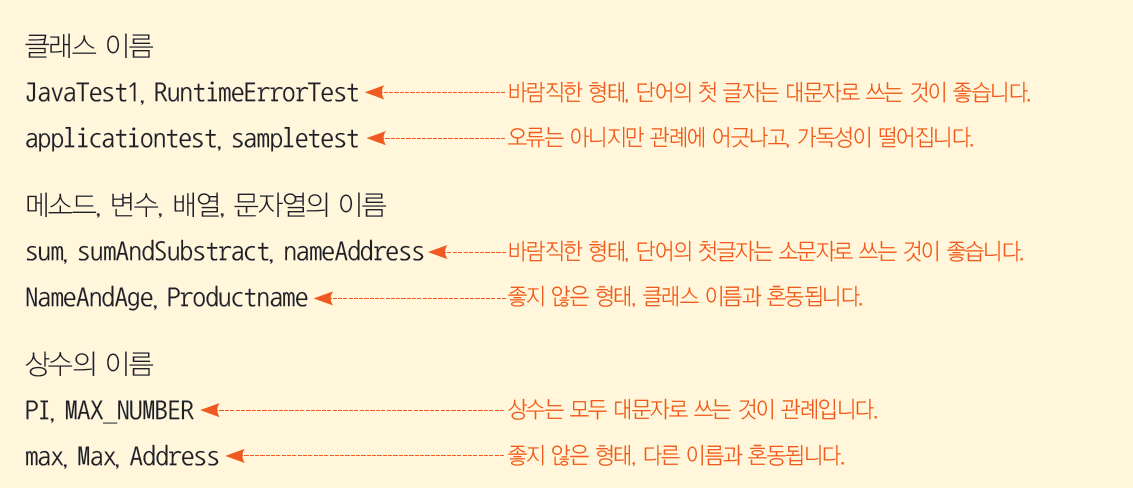 클래스 이름
JavaTest1, RuntimeErrorTest 바람직한 형태, 단어의 첫 글자는 대문자로 쓰는 것이 좋습니다.
applicationtest, sampletest 오류는 아니지만 관례에 어긋나고, 가독성이 떨어집니다.
메소드, 변수, 배열, 문자열의 이름
sum, sumAndSubstract, nameAddress 바람직한 형태, 단어의 첫글자는 소문자로 쓰는 것이 좋습니다.
NameAndAge, Productname 좋지 않은 형태, 클래스 이름과 혼동됩니다.
상수의 이름
PI, MAX_NUMBER 상수는 모두 대문자로 쓰는 것이 관례입니다.
max, Max, Address 좋지 않은 형태, 다른 이름과 혼동됩니다.